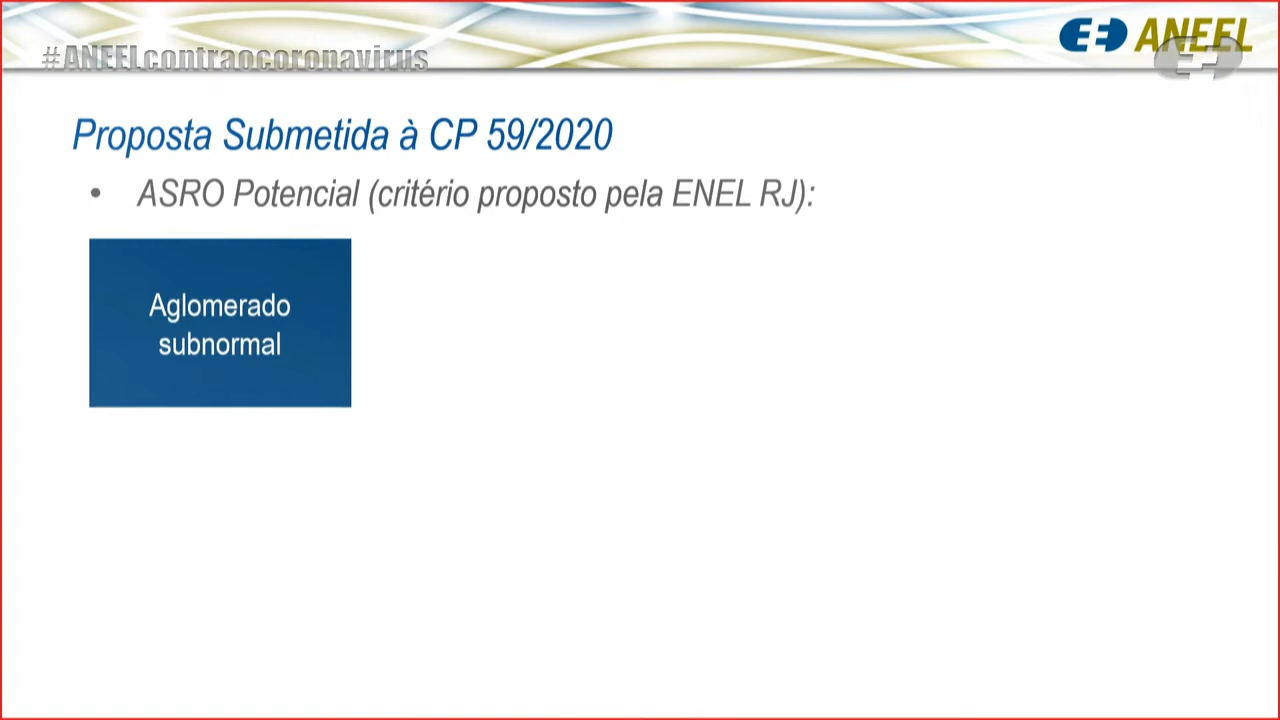 #ANEELcontraocoronavirus
ANEEL
Proposta Submetida à CP 59/2020
• ASRO Potencial (critério proposto pela ENEL RJ):
Aglomerado
subnormal